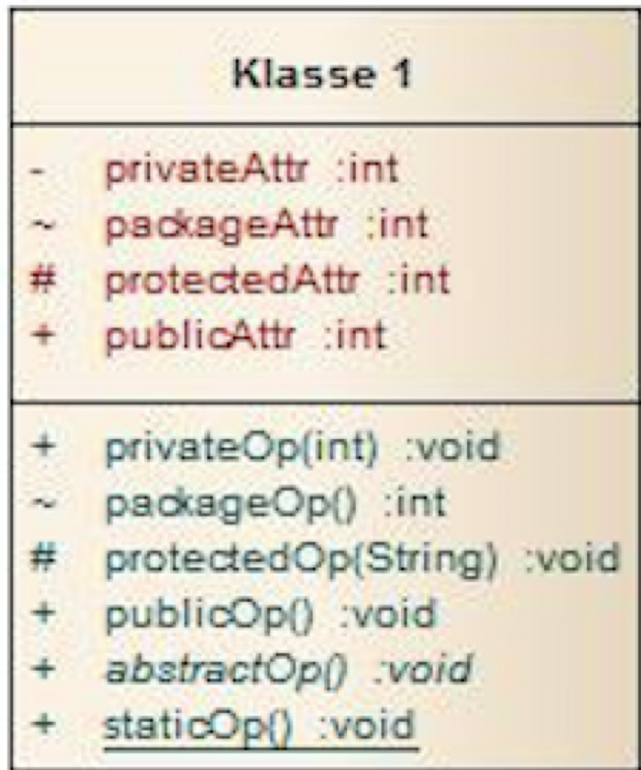 Klasse 1
- privateAttr :int
~ packageAttr :int
# protectedAttr :int
+ publicAttr :int
+ privateOp(int) :void
~ packageOp() :int
# protectedOp(String) :void
+ publicOp() :void
+ abstractOp() :void
+ staticOp() :void